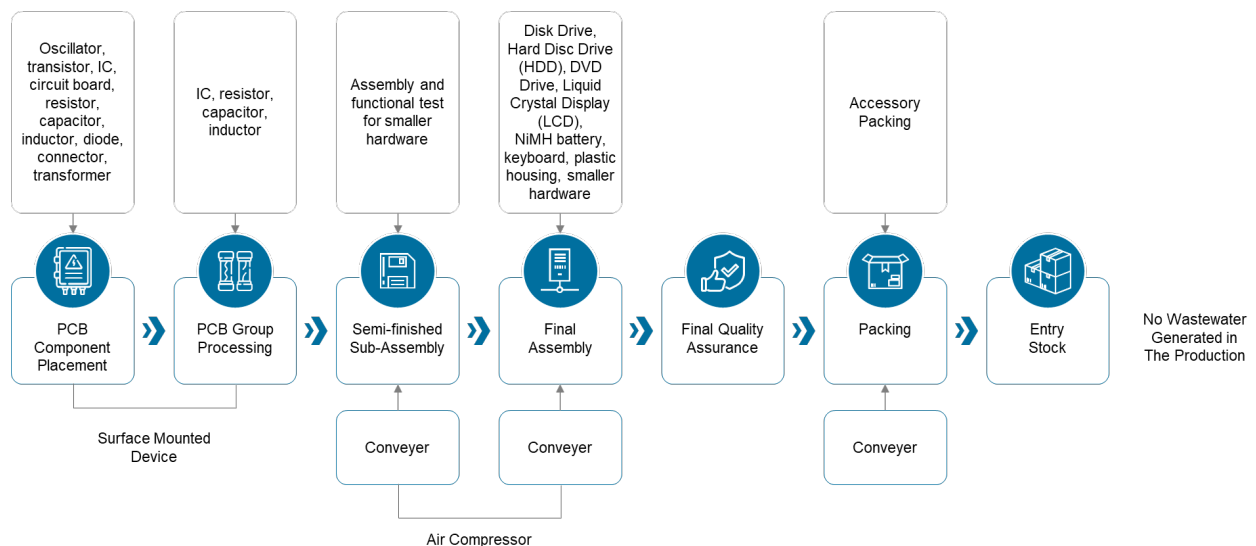 Oscillator,
transistor, IC,
circuit board,
resistor,
capacitor,
inductor, diode,
connector,
transformer
IC, resistor,
capacitor,
inductor
Assembly and
functional test
for smaller
hardware
Disk Drive,
Hard Disc Drive
(HDD), DVD
Drive, Liquid
Crystal Display
(LCD),
NiMH battery,
keyboard, plastic
housing, smaller
hardware
Accessory
Packing
PCB
Component
Placement
PCB Group
Processing
Semi-finished
Sub-Assembly
Final
Assembly
Final Quality
Assurance
Packing
Entry
Stock
No Wastewater
Generated in
The Production
Surface Mounted
Device
Conveyer
Conveyer
Conveyer
Air Compressor